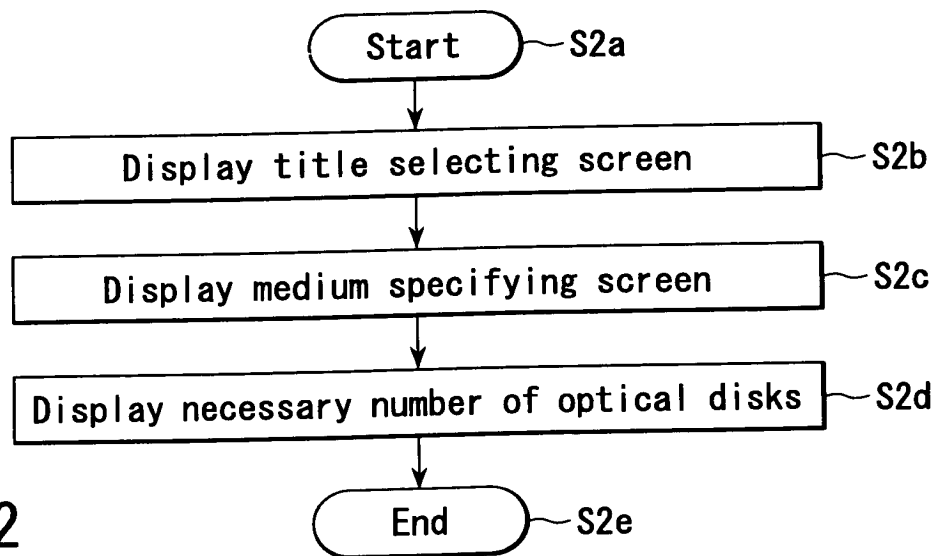 Start S2a
Display title selecting screen S2b
Display medium specifying screen S2c
Display necessary number of optical disks S2d
End S2e
2